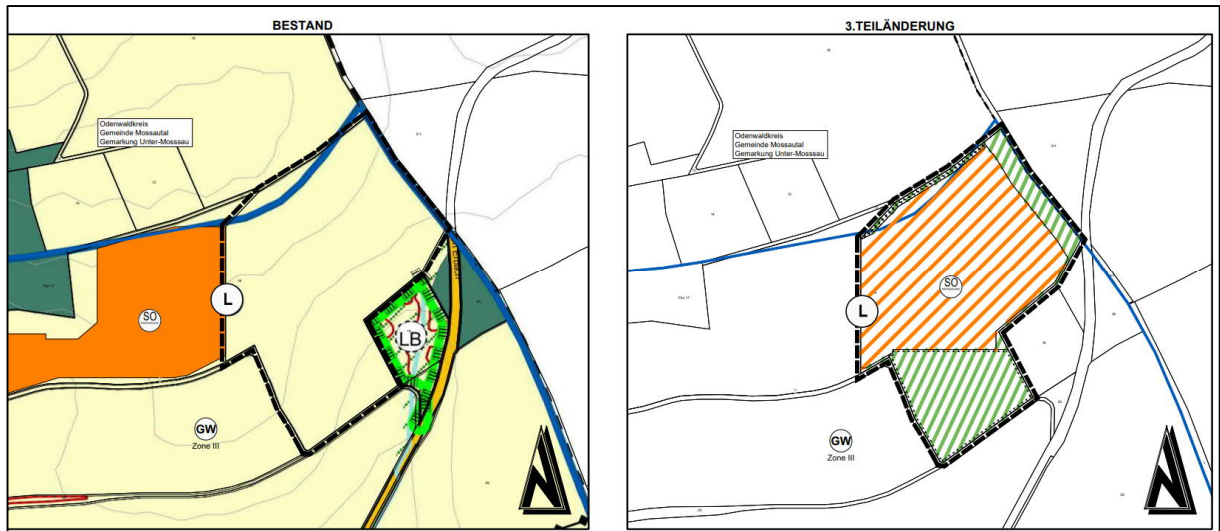 BESTAND
Odenwaldkreis
Gemeinde Mossautal
Gemarkung Unter-Mosssau
L
SO
LB
GW
Zone III
3.TEILÄNDERUNG
Odenwaldkreis
Gemeinde Mossautal
Gemarkung Unter-Mosssau
SO
L
GW
Zone III